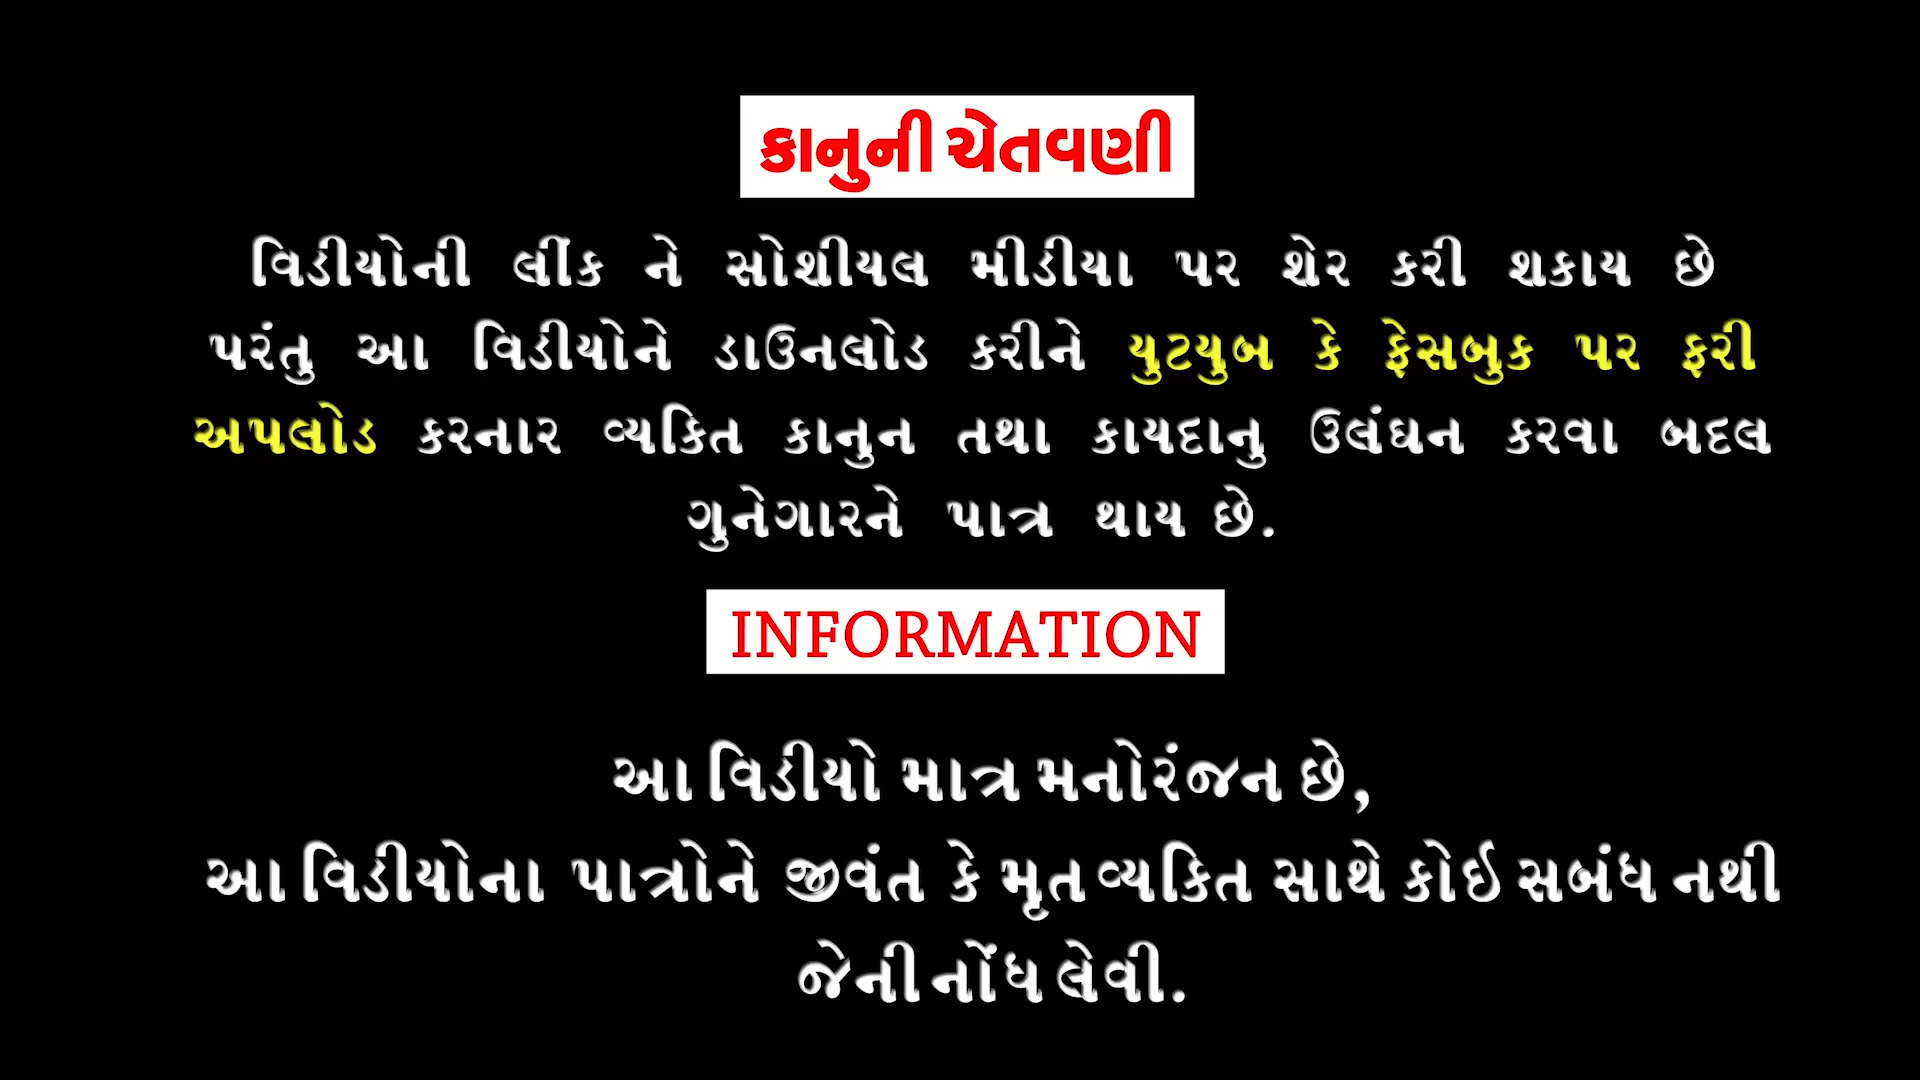 કાનુની ચેતવણી
વિડીયોની લીંક ને સોશીયલ મીડીયા પર શેર કરી શકાય છે
પરંતુ આ વિડીયોને ડાઉનલોડ કરીને યુટયુબ કે ફેસબુક પર ફરી
અપલોડ કરનાર વ્યકિત કાનુન તથા કાયદાનુ ઉલંઘન કરવા બદલ
ગુનેગારને પાત્ર થાય છે.
INFORMATION
આ વિડીયો માત્ર મનોરંજન છે,
આ વિડીયોના પાત્રોને જીવંત કે મૃત વ્યકિત સાથે કોઇ સબંધ નથી
જેની નોંધ લેવી.